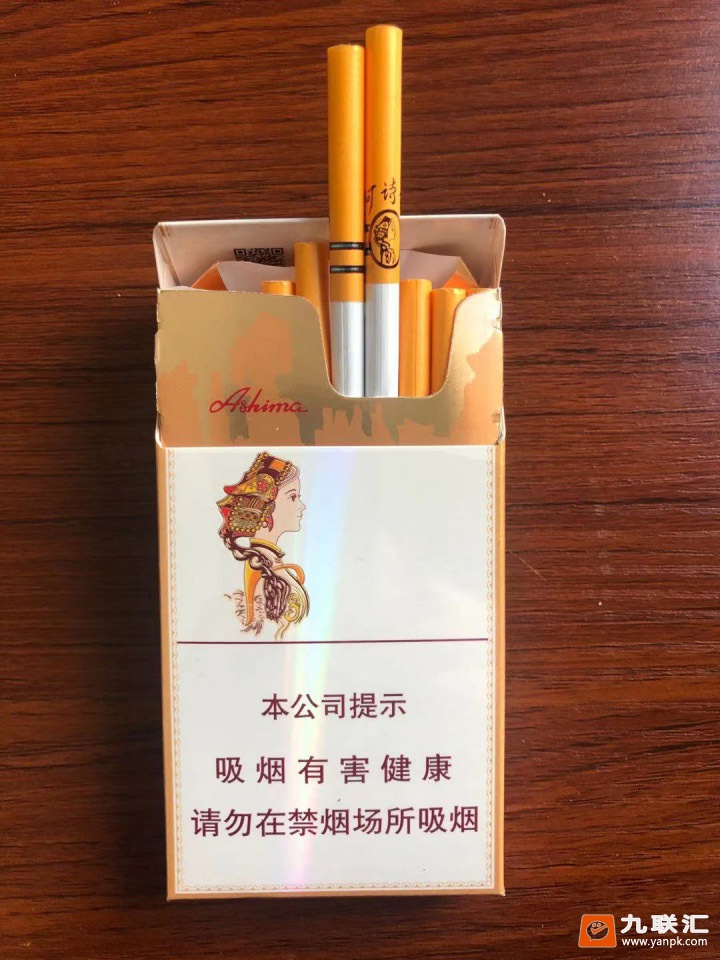 阿诗
Ashima
本公司提示
吸烟有害健康
请勿在禁烟场所吸烟
九联汇
www.yanpk.com